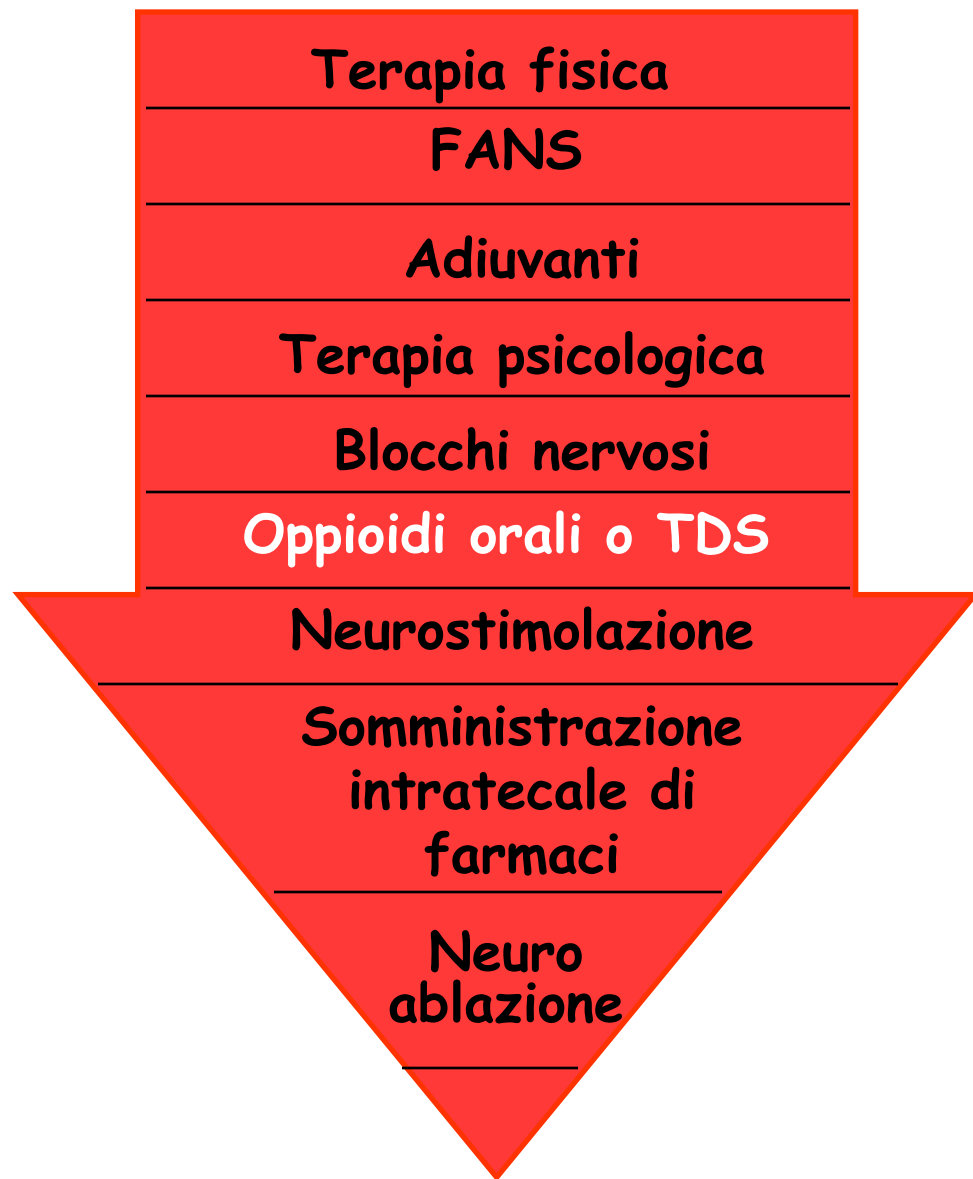 Terapia fisica
FANS
Adiuvanti
Terapia psicologica
Blocchi nervosi
Oppioidi orali o TDS
Neurostimolazione
Somministrazione
intratecale di
farmaci
Neuro
ablazione